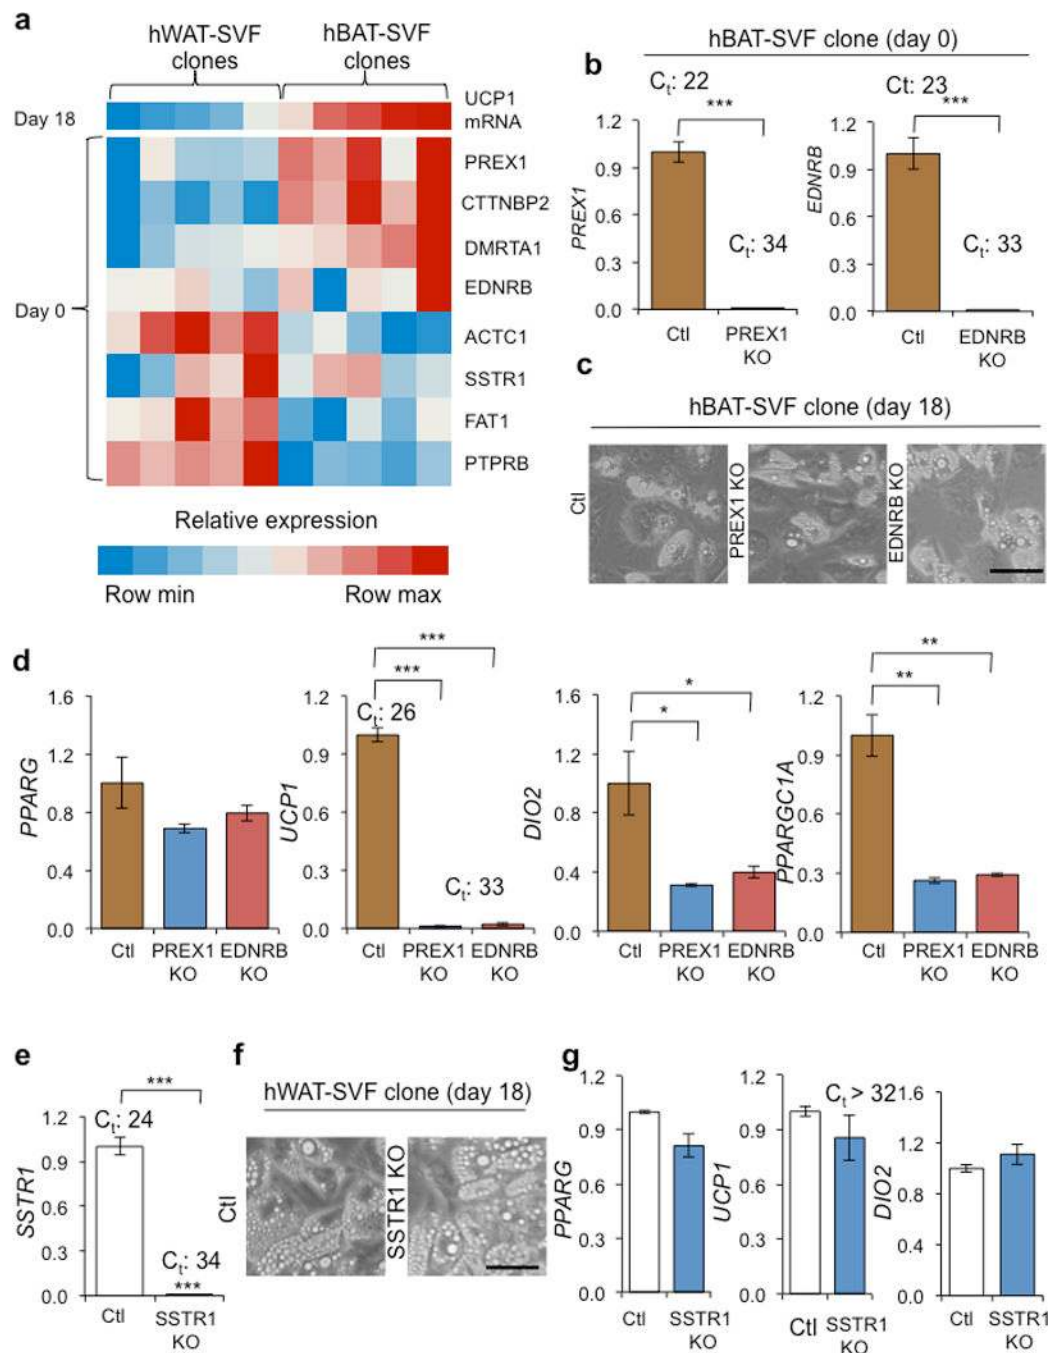 a
hWAT-SVF
clones
hBAT-SVF
clones
Day 18
UCP1
mRNA
PREX1
CTTNBP2
DMRTA1
EDNRB
Day 0
ACTC1
SSTR1
FAT1
PTPRB
Relative expression
Row min
Row max
hBAT-SVF clone (day 0)
b
Ct: 22
***
PREX1
1.2
0.9
0.6
0.3
0.0
Ct: 34
Ctl
PREX1
KO
Ct: 23
***
EDNRB
1.2
1.0
0.8
0.6
0.4
0.2
0.0
Ct: 33
Ctl
EDNRB
KO
c
hBAT-SVF clone (day 18)
Ctl
PREX1 KO
EDNRB KO
d
PPARG
1.6
1.2
0.8
0.4
0.0
Ctl
PREX1
KO
EDNRB
KO
***
***
UCP1
1.2
0.9
0.6
0.3
0.0
Ct: 26
Ct: 33
Ctl
PREX1
KO
EDNRB
KO
*
*
DIO2
1.6
1.2
0.8
0.4
0.0
Ctl
PREX1
KO
EDNRB
KO
**
**
PPARGC1A
1.2
0.9
0.6
0.3
0.0
Ctl
PREX1
KO
EDNRB
KO
e
***
SSTR1
1.2
0.9
0.6
0.3
0.0
Ct: 24
Ct: 34
***
Ctl
SSTR1
KO
f
hWAT-SVF clone (day 18)
Ctl
SSTR1 KO
g
PPARG
1.2
0.9
0.6
0.3
0.0
Ctl
SSTR1
KO
UCP1
1.2
0.9
0.6
0.3
0.0
Ct > 32
Ctl
SSTR1
KO
DIO2
1.6
1.2
0.8
0.4
0.0
Ctl
SSTR1
KO